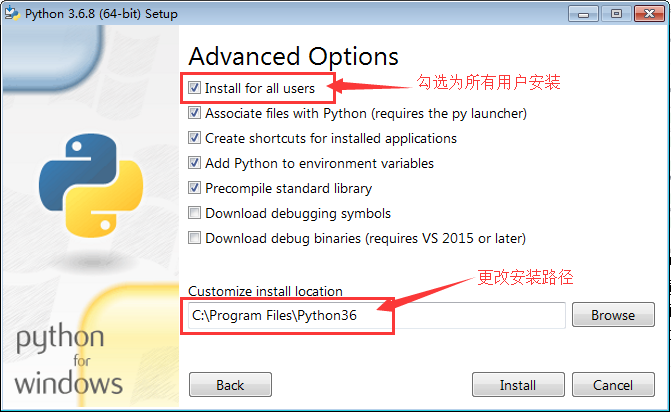 Python 3.6.8 (64-bit) Setup
Advanced Options
Install for all users
勾选为所有用户安装
Associate files with Python (requires the py launcher)
Create shortcuts for installed applications
Add Python to environment variables
Precompile standard library
Download debugging symbols
Download debug binaries (requires VS 2015 or later)
更改安装路径
Customize install location
C:\Program Files\Python36
Browse
python
for
windows
Back
Install
Cancel